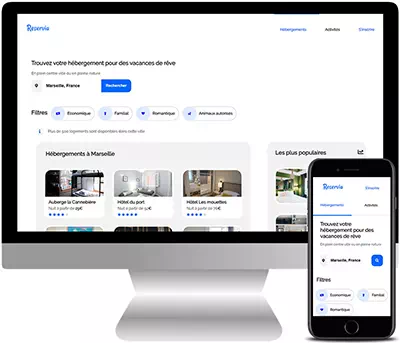 Reservia
Hébergements Activités S'inscrire
Trouvez votre hébergement pour des vacances de rêve
En plein centre-ville ou en pleine nature
Marseille, France Rechercher
Filtres Économique Familial Romantique Animaux autorisés
Plus de 500 logements sont disponibles dans cette ville
Hébergements à Marseille
Les plus populaires
Auberge la Cannebière
Nuit à partir de 25€
Hôtel du port
Nuit à partir de 52€
Hôtel Les mouettes
Nuit à partir de 76€
Reservia S'inscrire
Hébergements Activités
Trouvez votre
hébergement pour des
vacances de rêve
En plein centre-ville ou en pleine nature
Marseille, France
Filtres
Économique Familial
Romantique